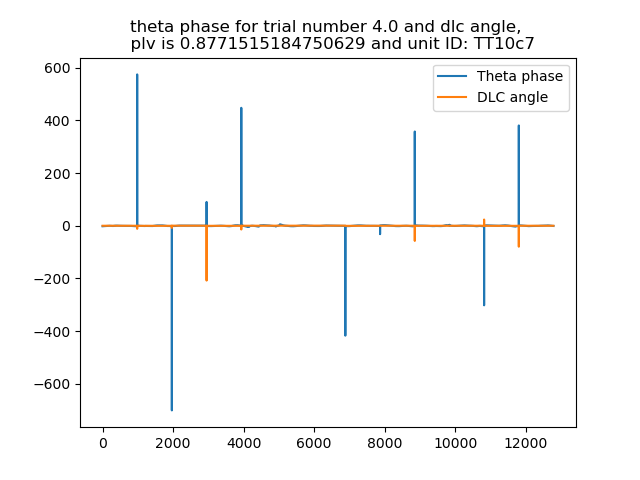 theta phase for trial number 4.0 and dlc angle,
plv is 0.8771515184750629 and unit ID: TT10c7
Theta phase
DLC angle
600
400
200
0
−200
−400
−600
0 2000 4000 6000 8000 10000 12000